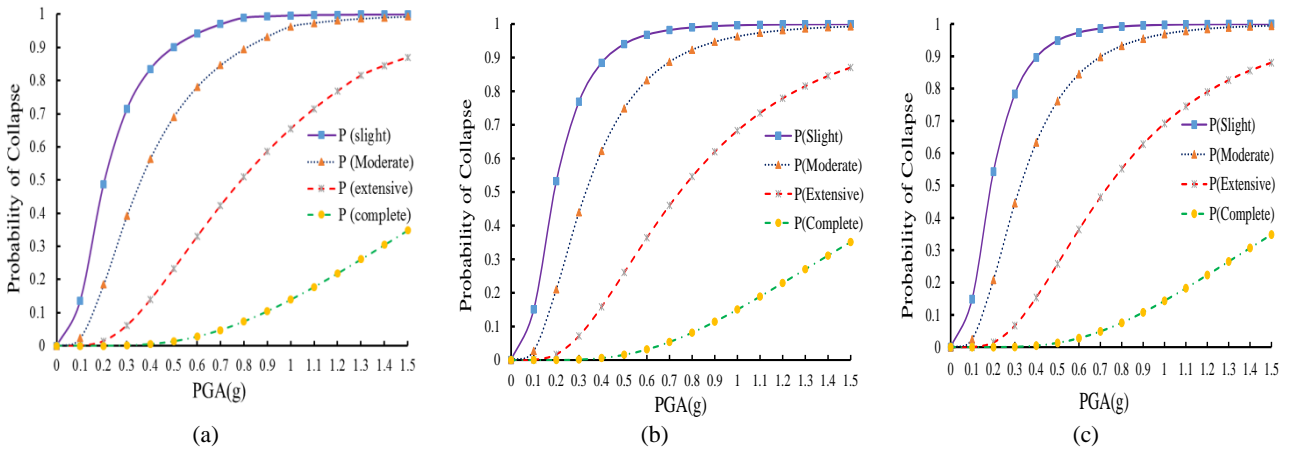 1
0.9
0.8
0.7
0.6
0.5
0.4
0.3
0.2
0.1
0
Probability of Collapse
P (slight)
P (Moderate)
P (extensive)
P (complete)
0 0.1 0.2 0.3 0.4 0.5 0.6 0.7 0.8 0.9 1 1.1 1.2 1.3 1.4 1.5
PGA(g)
(a)
1
0.9
0.8
0.7
0.6
0.5
0.4
0.3
0.2
0.1
0
Probability of Collapse
P(Slight)
P(Moderate)
P(Extensive)
P(Complete)
0 0.1 0.2 0.3 0.4 0.5 0.6 0.7 0.8 0.9 1 1.1 1.2 1.3 1.4 1.5
PGA(g)
(b)
1
0.9
0.8
0.7
0.6
0.5
0.4
0.3
0.2
0.1
0
Probability of Collapse
P(Slight)
P(Moderate)
P(Extensive)
P(Complete)
0 0.1 0.2 0.3 0.4 0.5 0.6 0.7 0.8 0.9 1 1.1 1.2 1.3 1.4 1.5
PGA(g)
(c)